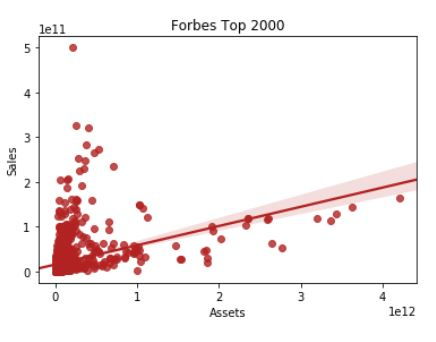 Forbes Top 2000
1e11
5
4
3
2
1
0
Sales
0 1 2 3 4
Assets
1e12